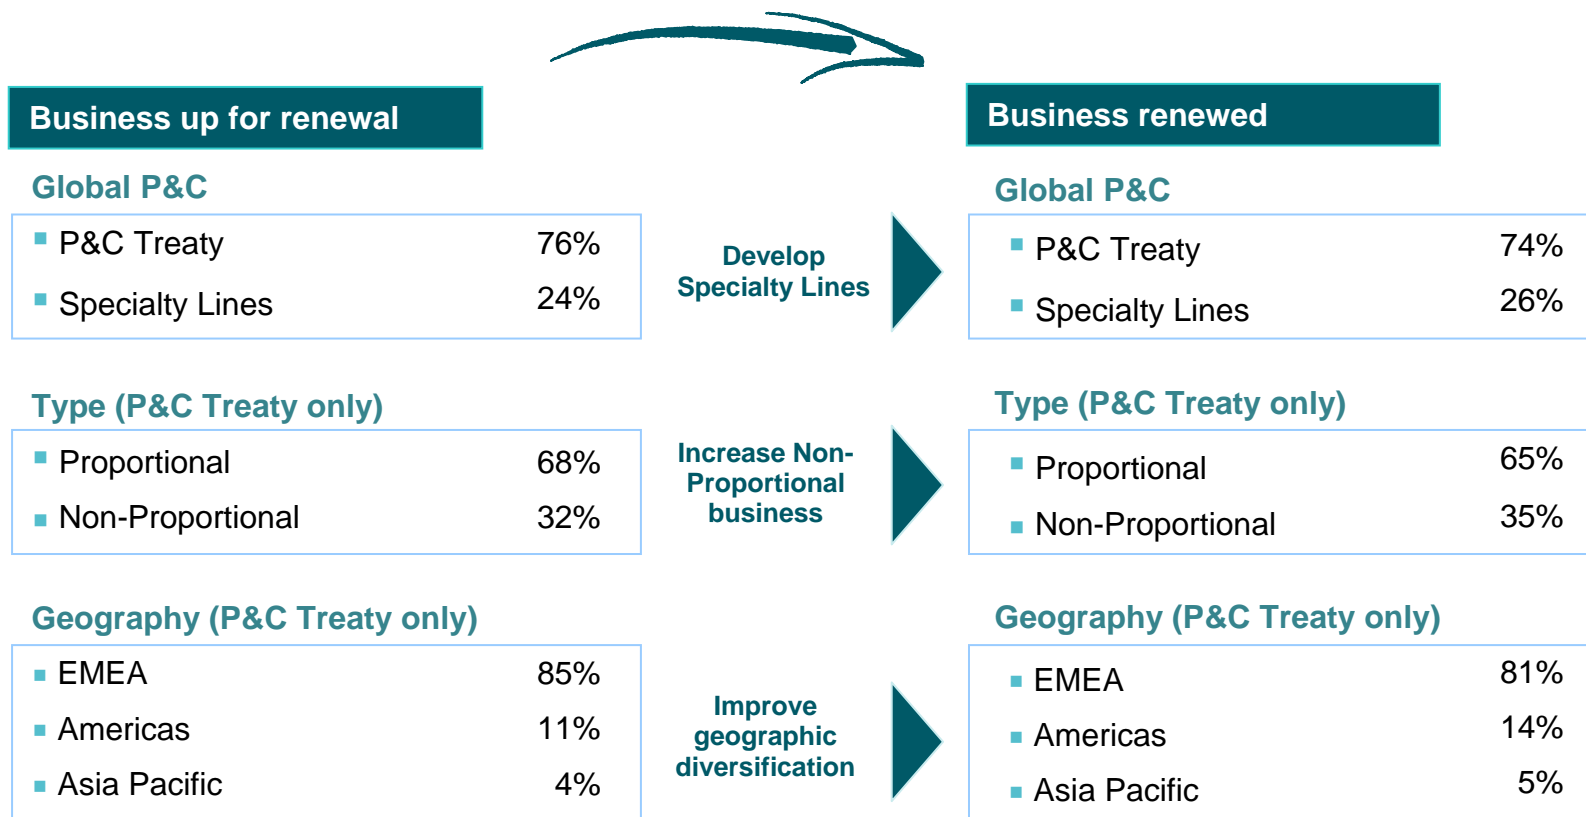 Business up for renewal
Business renewed
Global P&C
P&C Treaty 76%
Specialty Lines 24%
Develop
Specialty Lines
Global P&C
P&C Treaty 74%
Specialty Lines 26%
Type (P&C Treaty only)
Proportional 68%
Non-Proportional 32%
Increase Non-
Proportional
business
Type (P&C Treaty only)
Proportional 65%
Non-Proportional 35%
Geography (P&C Treaty only)
EMEA 85%
Americas 11%
Asia Pacific 4%
Improve
geographic
diversification
Geography (P&C Treaty only)
EMEA 81%
Americas 14%
Asia Pacific 5%